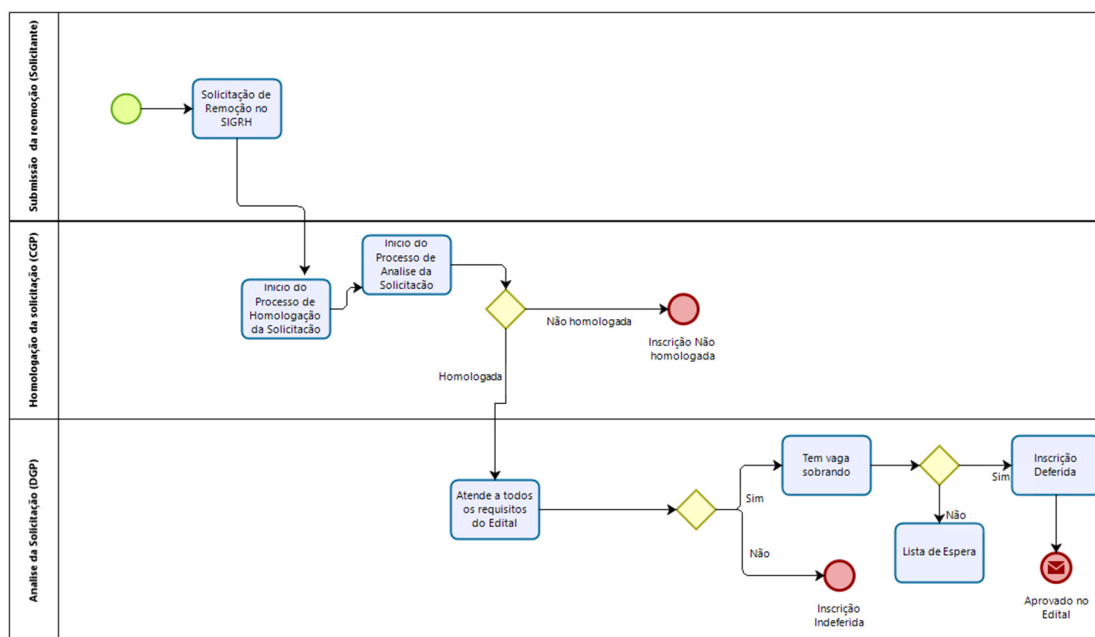 Submissão da reomoção (Solicitante)
Solicitação de
Remoção no
SIGRH
Homologação da solicitação (CGP)
Inicio do
Processo de
Homologação
da Solicitacão
Inicio do
Processo de
Analise da
Solicitacão
Não homologada
Inscrição Não
homologada
Homologada
Analise da Solicitação (DGP)
Atende a todos
os requisitos
do Edital
Sim
Não
Tem vaga
sobrando
Inscrição
Indeferida
Sim
Não
Lista de Espera
Inscrição
Deferida
Aprovado no
Edital